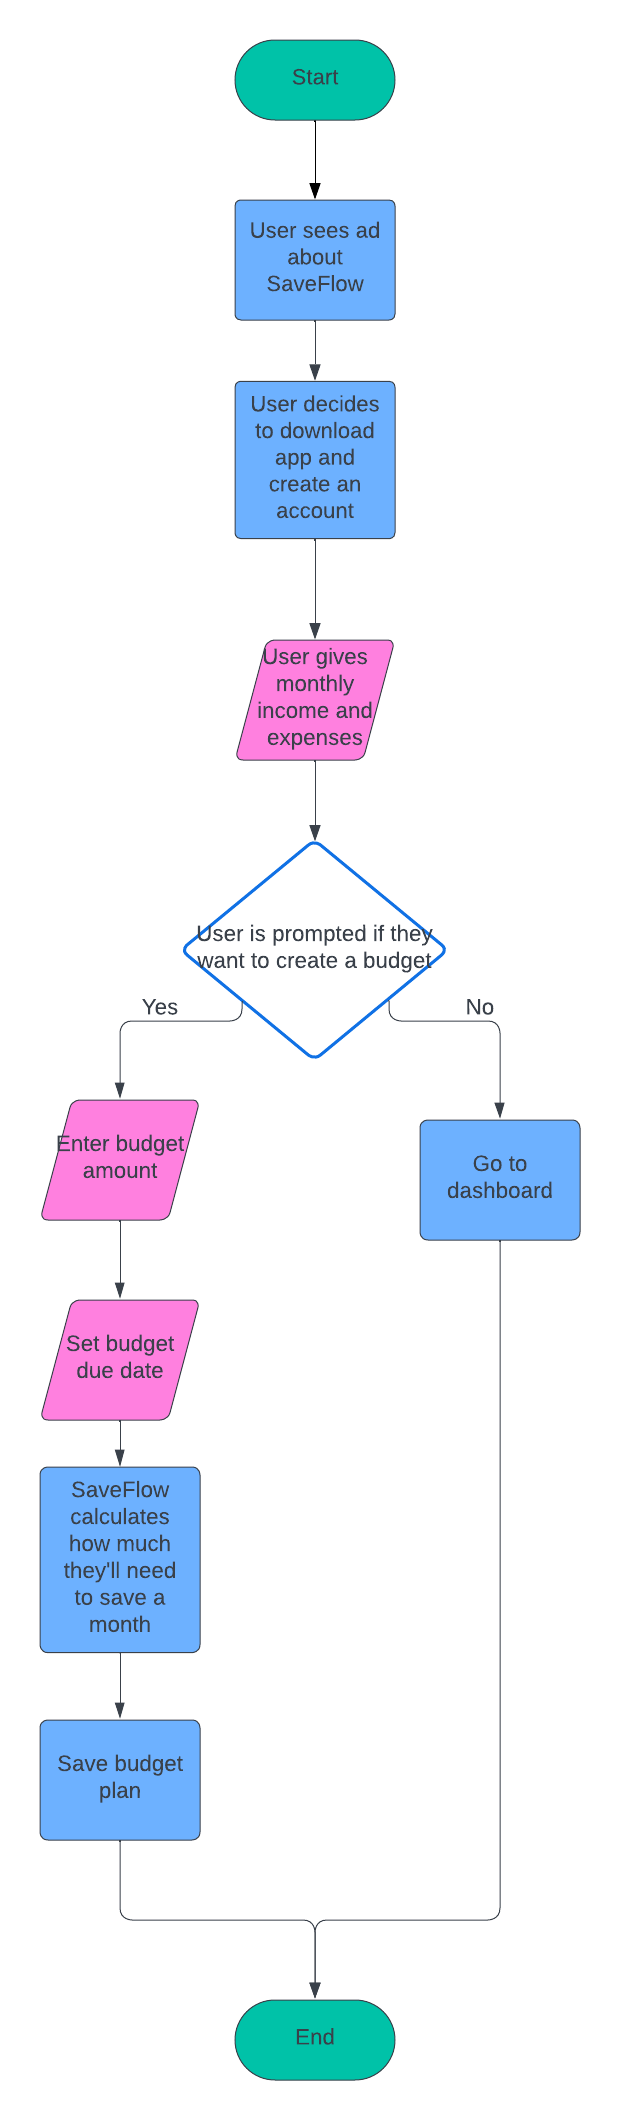 Start
User sees ad
about
SaveFlow
User decides
to download
app and
create an
account
User gives
monthly
income and
expenses
User is prompted if they
want to create a budget
Yes
No
Enter budget
amount
Go to
dashboard
Set budget
due date
SaveFlow
calculates
how much
they'll need
to save a
month
Save budget
plan
End